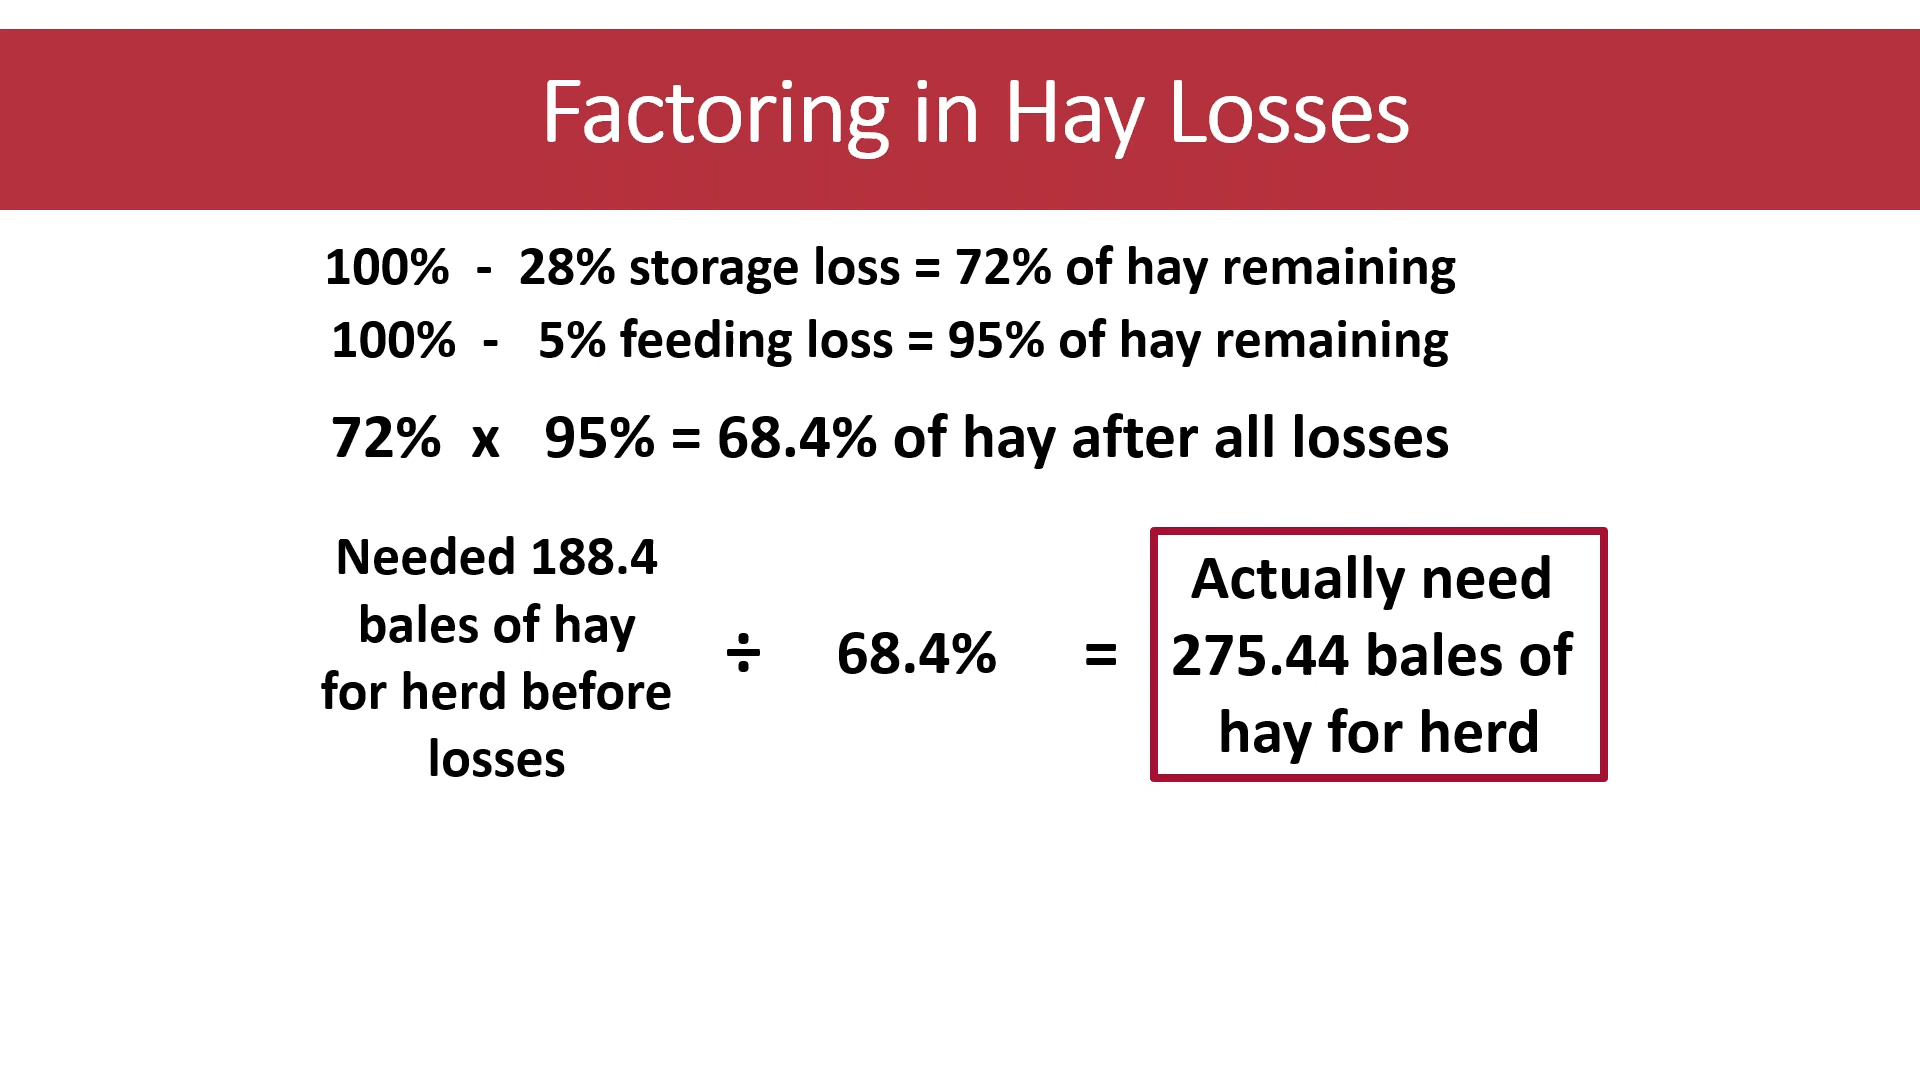 Factoring in Hay Losses
100% - 28% storage loss = 72% of hay remaining
100% - 5% feeding loss = 95% of hay remaining
72% x 95% = 68.4% of hay after all losses
Needed 188.4
bales of hay
for herd before
losses
÷ 68.4% =
Actually need
275.44 bales of
hay for herd